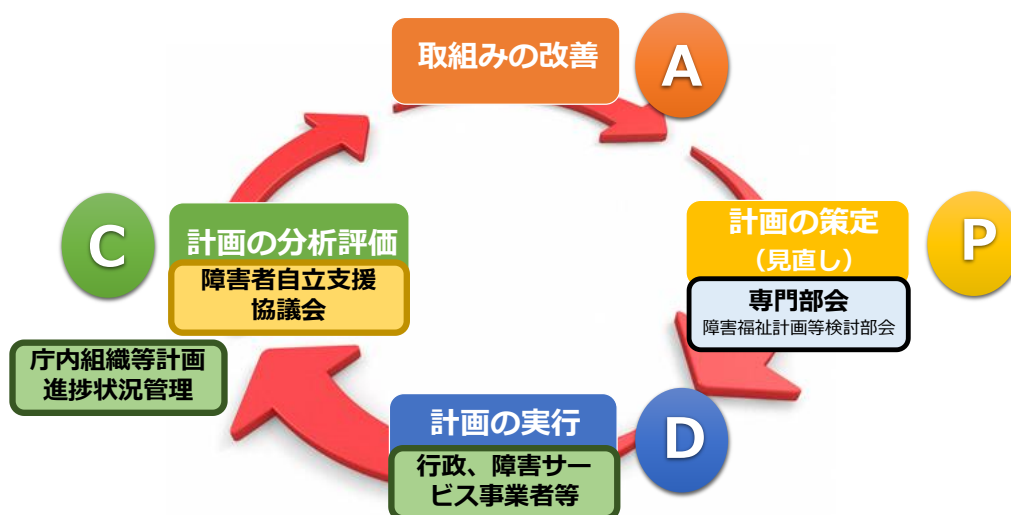 取組みの改善
A
計画の策定
（見直し）
P
専門部会
障害福祉計画等検討部会
計画の実行
D
行政、障害サー
ビス事業者等
C
計画の分析評価
障害者自立支援
協議会
庁内組織等計画
進捗状況管理